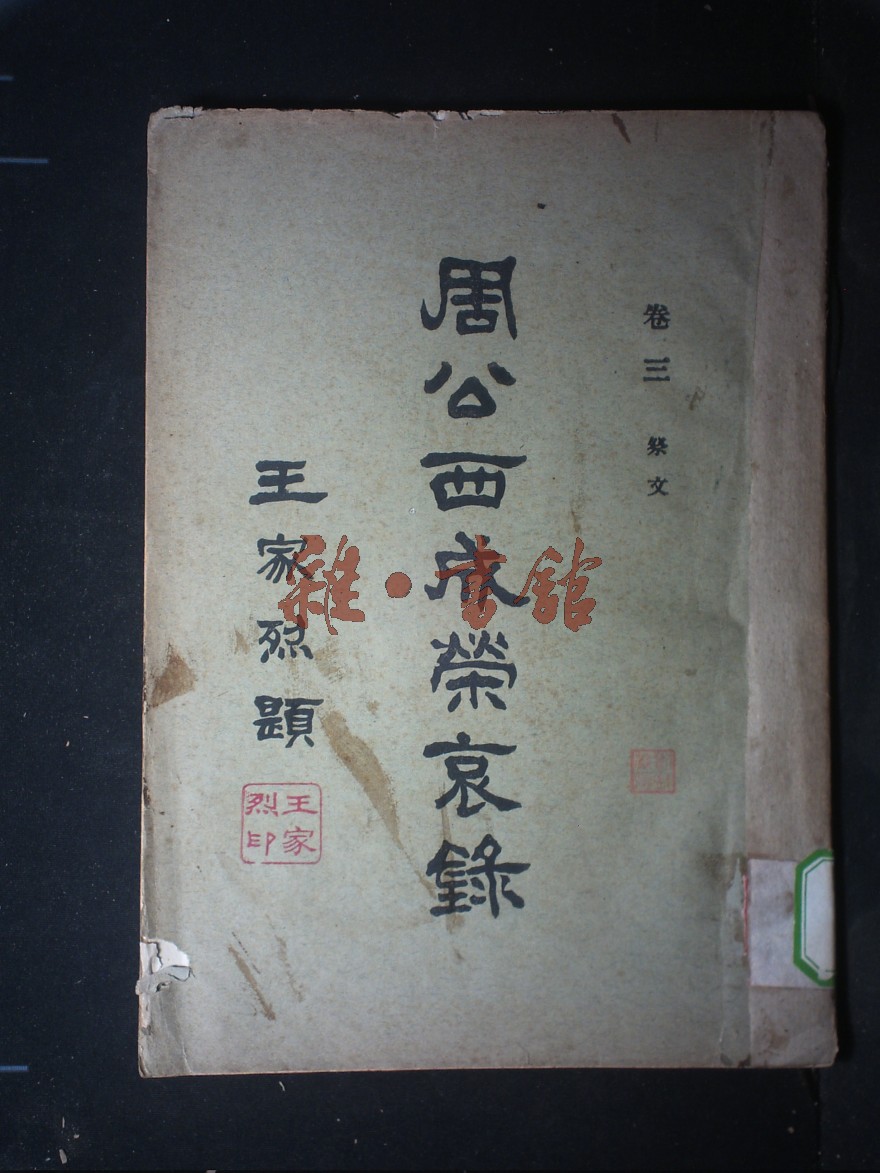 卷三 祭文
周公西成榮哀錄
王家烈題
王家烈印
雜·書館